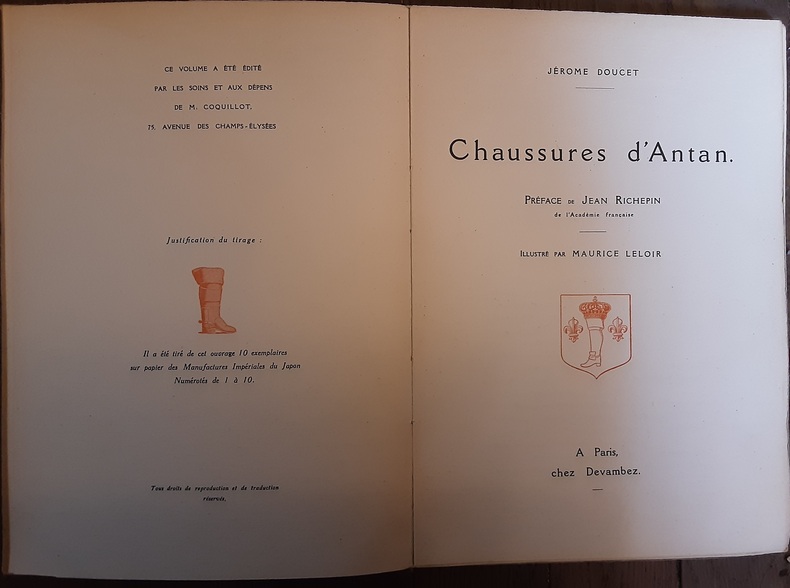 CE VOLUME A ÉTÉ ÉDITÉ
PAR LES SOINS ET AUX DÉPENS
DE M. COQUILLOT,
75, AVENUE DES CHAMPS-ÉLYSÉES
Justification du tirage :
Il a été tiré de cet ouvrage 10 exemplaires
sur papier des Manufactures Impériales du Japon
Numérotés de 1 à 10.
Tous droits de reproduction et de traduction
réservés.
JÉROME DOUCET
Chaussures d'Antan.
PRÉFACE DE JEAN RICHEPIN
de l'Académie française
ILLUSTRÉ PAR MAURICE LELOIR
A Paris,
chez Devambez.